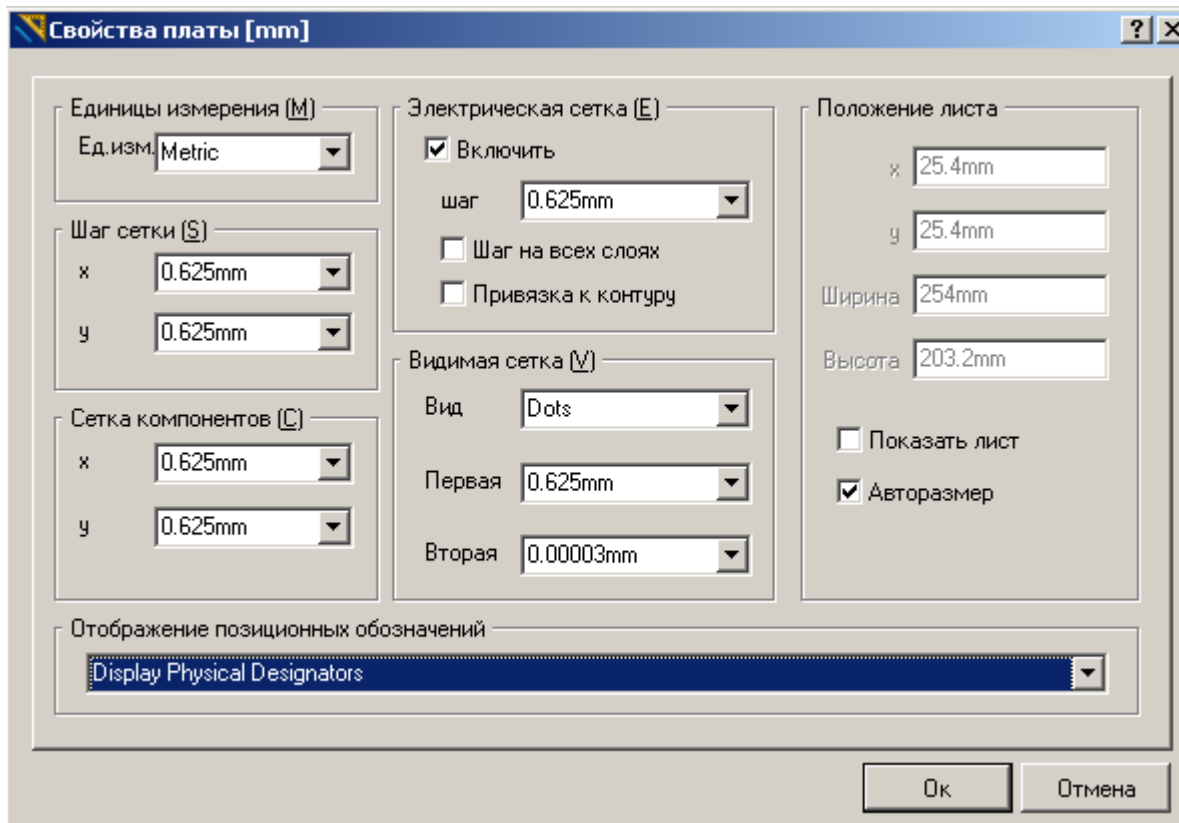 Свойства платы [mm]
Единицы измерения (M)
Ед.изм. Metric
Шаг сетки (S)
x 0.625mm
y 0.625mm
Сетка компонентов (C)
x 0.625mm
y 0.625mm
Электрическая сетка (E)
Включить
шаг 0.625mm
Шаг на всех слоях
Привязка к контуру
Видимая сетка (V)
Вид Dots
Первая 0.625mm
Вторая 0.00003mm
Положение листа
x 25.4mm
y 25.4mm
Ширина 254mm
Высота 203.2mm
Показать лист
Авторазмер
Отображение позиционных обозначений
Display Physical Designators
Ок Отмена